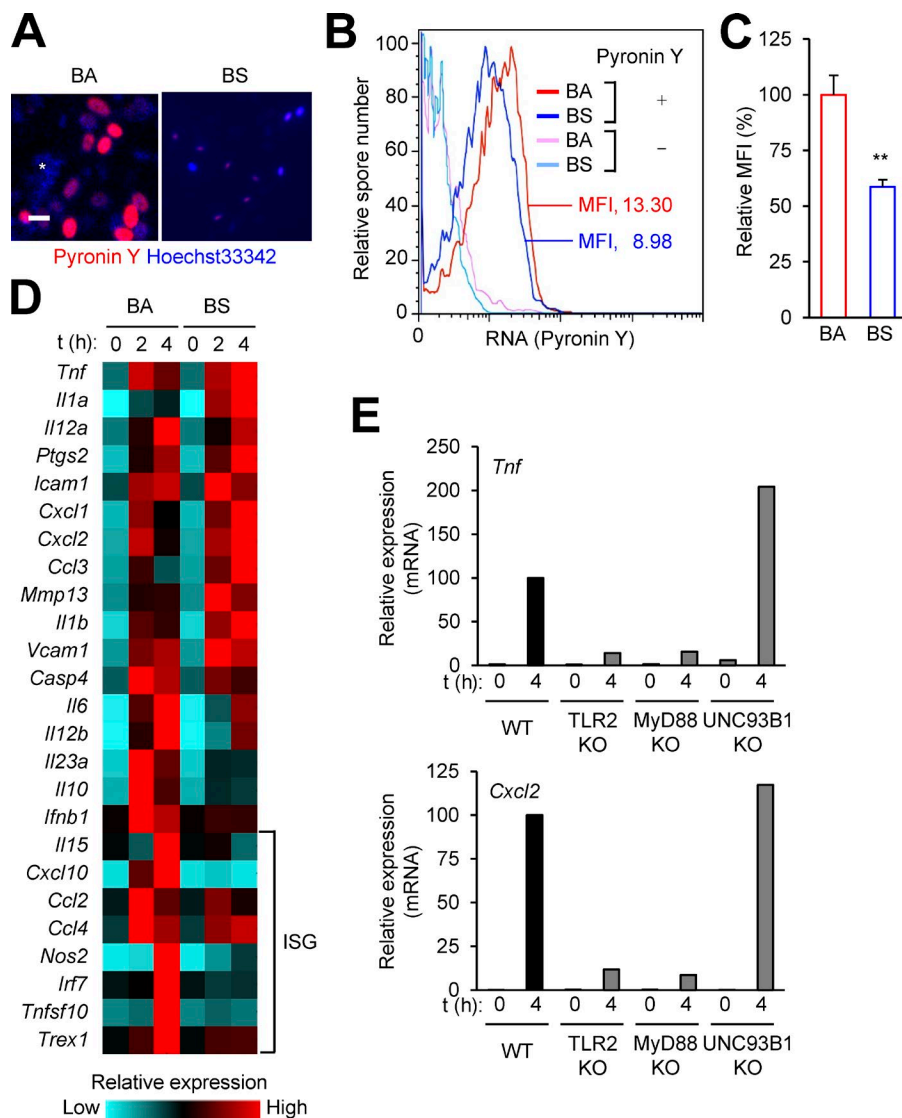 A
BA
BS
*
Pyronin Y Hoechst33342
B
Relative spore number
100
80
60
40
20
0
0
RNA (Pyronin Y)
Pyronin Y
BA
BS
+
BA
BS
−
MFI, 13.30
MFI, 8.98
C
Relative MFI (%)
125
100
75
50
25
0
**
BA
BS
D
BA BS
t (h): 0 2 4 0 2 4
Tnf
Il1a
Il12a
Ptgs2
Icam1
Cxcl1
Cxcl2
Ccl3
Mmp13
Il1b
Vcam1
Casp4
Il6
Il12b
Il23a
Il10
Ifnb1
Il15
Cxcl10
Ccl2
Ccl4
Nos2
Irf7
Tnfsf10
Trex1
ISG
Relative expression
Low High
E
Tnf
Relative expression
(mRNA)
250
200
150
100
50
0
t (h): 0 4 0 4 0 4 0 4
WT TLR2 KO MyD88 KO UNC93B1 KO
Cxcl2
Relative expression
(mRNA)
125
100
75
50
25
0
t (h): 0 4 0 4 0 4 0 4
WT TLR2 KO MyD88 KO UNC93B1 KO